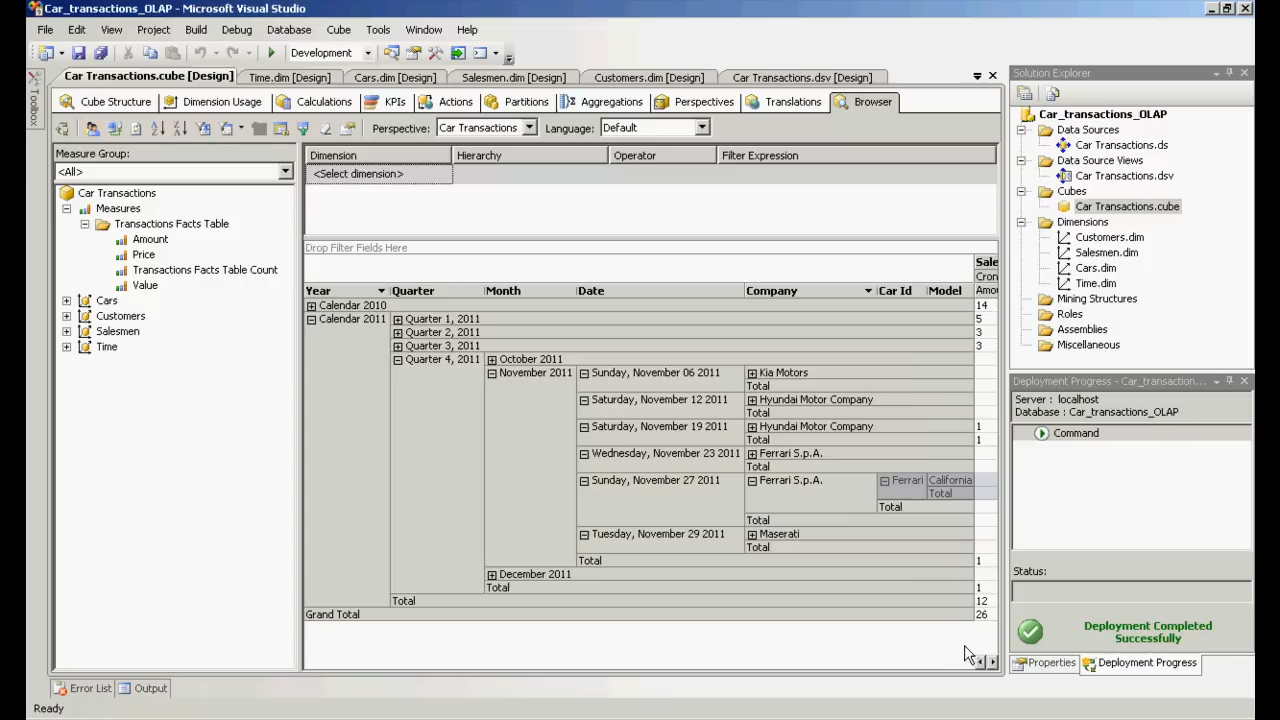 Car_transactions_OLAP - Microsoft Visual Studio
File Edit View Project Build Debug Database Cube Tools Window Help
Development
Car Transactions.cube [Design] Time.dim [Design] Cars.dim [Design] Salesmen.dim [Design] Customers.dim [Design] Car Transactions.dsv [Design]
Cube Structure Dimension Usage Calculations KPIs Actions Partitions Aggregations Perspectives Translations Browser
Perspective: Car Transactions Language: Default
Toolbox
Measure Group:
<All>
Car Transactions
Measures
Transactions Facts Table
Amount
Price
Transactions Facts Table Count
Value
Cars
Customers
Salesmen
Time
Dimension Hierarchy Operator Filter Expression
<Select dimension>
Drop Filter Fields Here
Sale
Cron
Year Quarter Month Date Company Car Id Model Amou
Calendar 2010 14
Calendar 2011 Quarter 1, 2011 5
Quarter 2, 2011 3
Quarter 3, 2011 3
Quarter 4, 2011 October 2011
November 2011 Sunday, November 06 2011 Kia Motors
Total
Saturday, November 12 2011 Hyundai Motor Company
Total
Saturday, November 19 2011 Hyundai Motor Company 1
Total 1
Wednesday, November 23 2011 Ferrari S.p.A.
Total
Sunday, November 27 2011 Ferrari S.p.A. Ferrari California
Total
Total
Total
Tuesday, November 29 2011 Maserati
Total
Total 1
December 2011
Total 1
Total 12
Grand Total 26
Solution Explorer
Car_transactions_OLAP
Data Sources
Car Transactions.ds
Data Source Views
Car Transactions.dsv
Cubes
Car Transactions.cube
Dimensions
Customers.dim
Salesmen.dim
Cars.dim
Time.dim
Mining Structures
Roles
Assemblies
Miscellaneous
Deployment Progress - Car_transaction...
Server : localhost
Database : Car_transactions_OLAP
Command
Status:
Deployment Completed
Successfully
Properties Deployment Progress
Error List Output
Ready